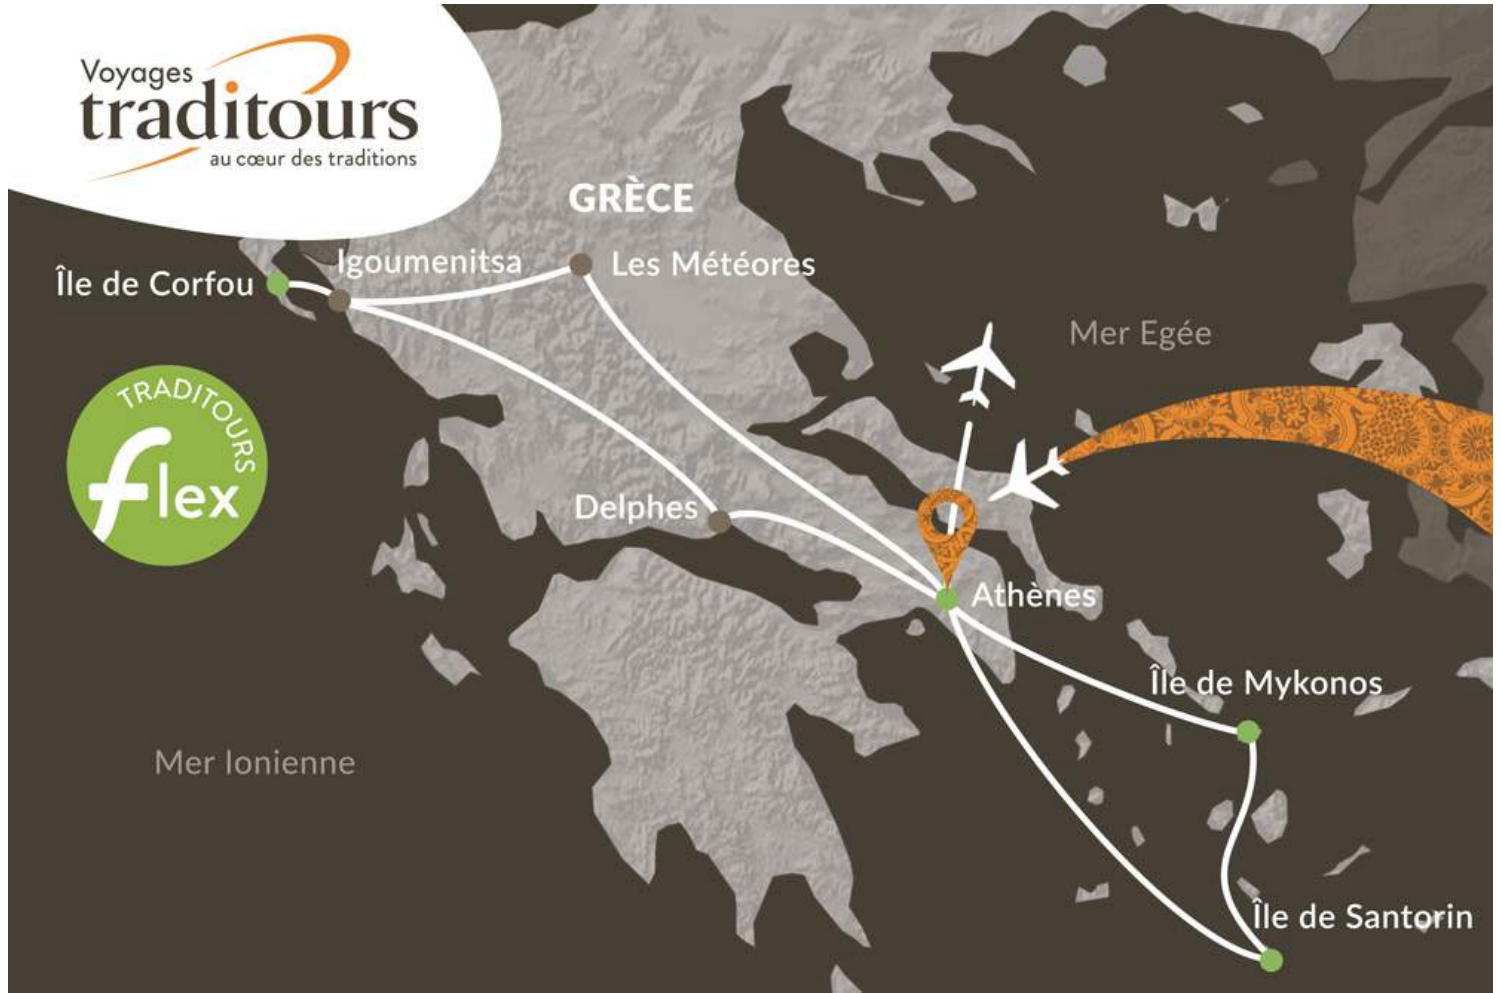 Voyages
traditours
au cœur des traditions
GRÈCE
Igoumenitsa
Les Météores
Île de Corfou
Mer Egée
TRADITOURS
flex
Delphes
Athènes
Île de Mykonos
Mer Ionienne
Île de Santorin